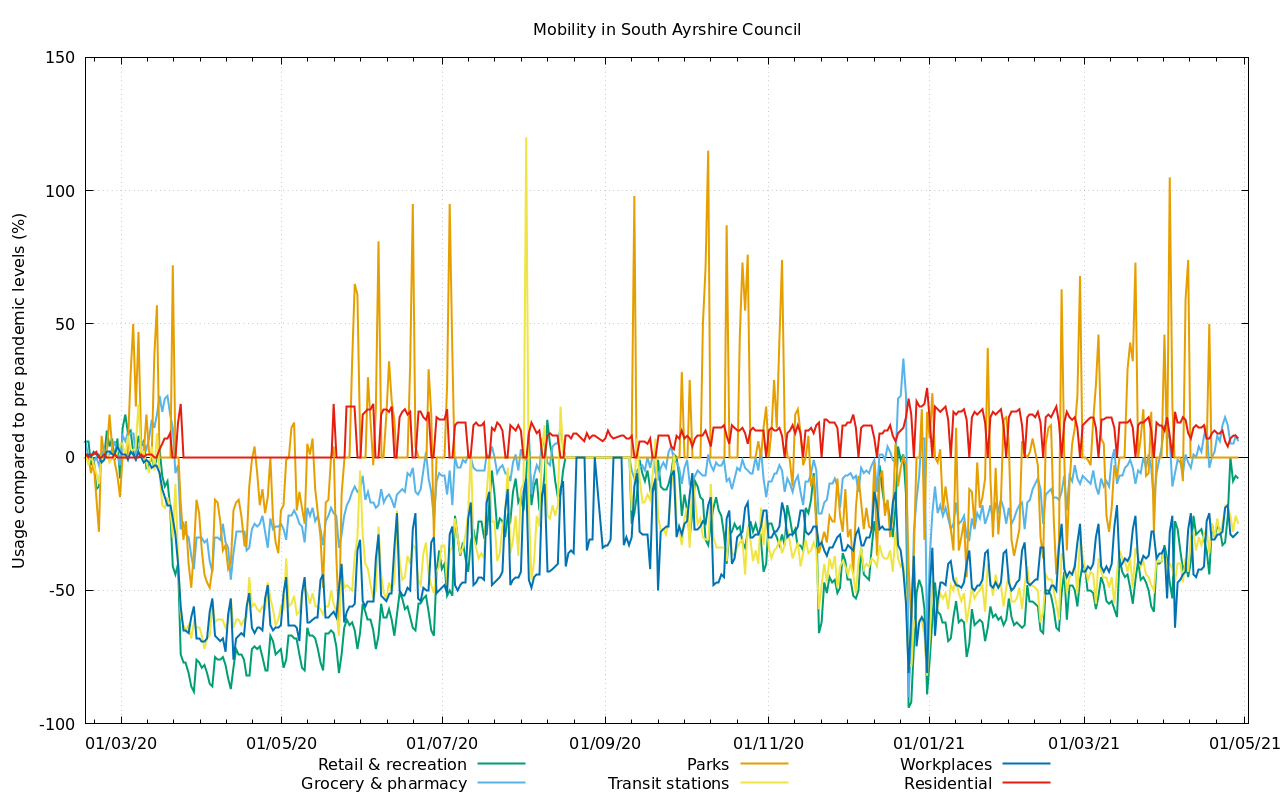 Mobility in South Ayrshire Council
Usage compared to pre pandemic levels (%)
150
100
50
0
-50
-100
01/03/20 01/05/20 01/07/20 01/09/20 01/11/20 01/01/21 01/03/21 01/05/21
Retail & recreation Parks Workplaces
Grocery & pharmacy Transit stations Residential